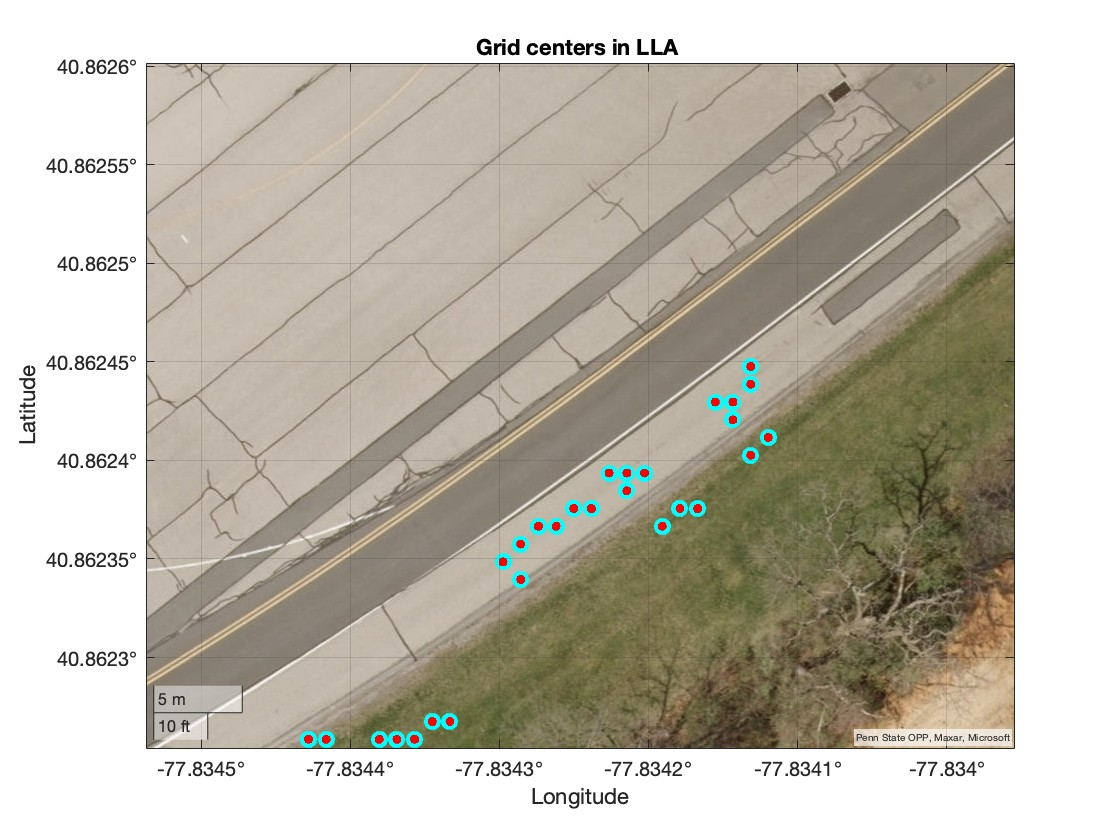 Grid centers in LLA
40.8626°
40.86255°
40.8625°
40.86245°
40.8624°
40.86235°
40.8623°
Latitude
5 m
10 ft
Penn State OPP, Maxar, Microsoft
-77.8345° -77.8344° -77.8343° -77.8342° -77.8341° -77.834°
Longitude